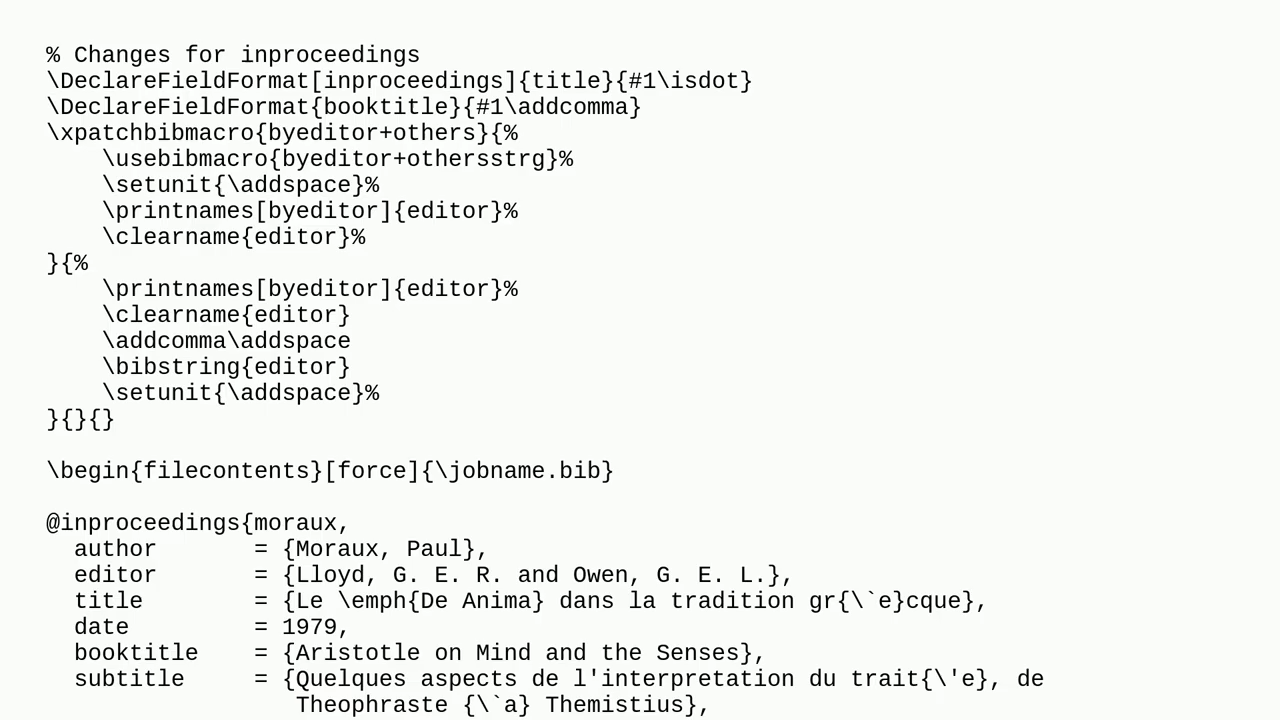 % Changes for inproceedings
\DeclareFieldFormat[inproceedings]{title}{#1\isdot}
\DeclareFieldFormat{booktitle}{#1\addcomma}
\xpatchbibmacro{byeditor+others}{%
    \usebibmacro{byeditor+othersstrg}%
    \setunit{\addspace}%
    \printnames[byeditor]{editor}%
    \clearname{editor}%
}{%
    \printnames[byeditor]{editor}%
    \clearname{editor}
    \addcomma\addspace
    \bibstring{editor}
    \setunit{\addspace}%
}{}{}

\begin{filecontents}[force]{\jobname.bib}

@inproceedings{moraux,
  author       = {Moraux, Paul},
  editor       = {Lloyd, G. E. R. and Owen, G. E. L.},
  title        = {Le \emph{De Anima} dans la tradition gr{\`e}cque},
  date         = 1979,
  booktitle    = {Aristotle on Mind and the Senses},
  subtitle     = {Quelques aspects de l'interpretation du trait{\'e}, de
                  Theophraste {\`a} Themistius},